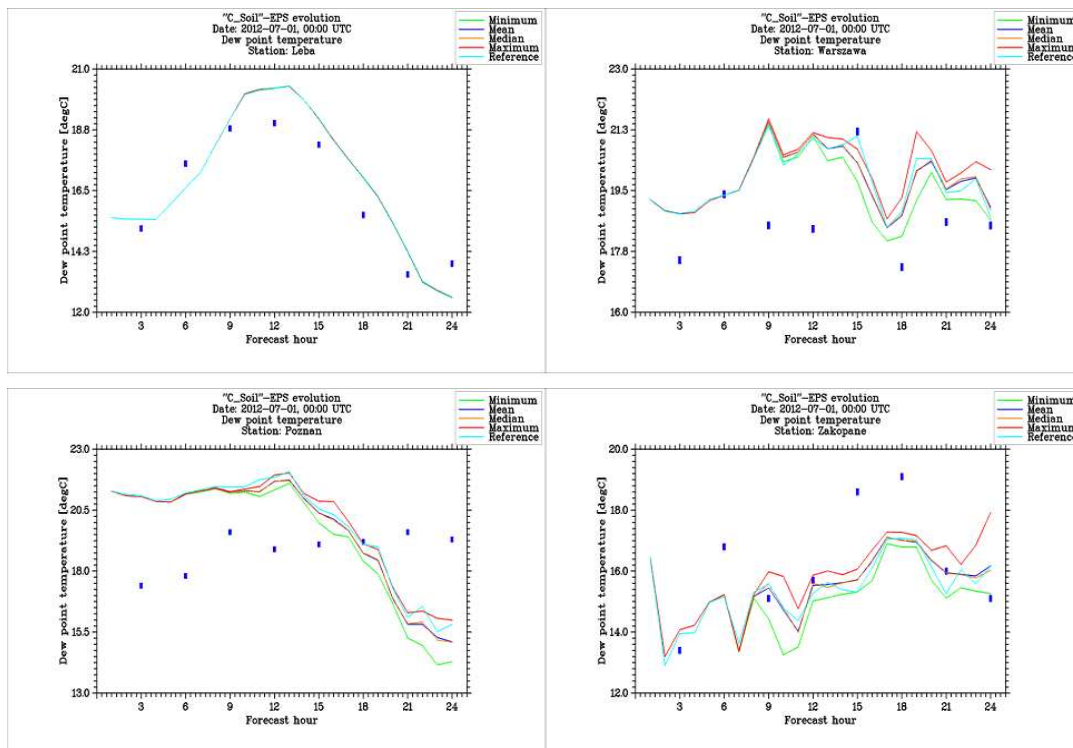 "C_Soil"-EPS evolution
Date: 2012-07-01, 00:00 UTC
Dew point temperature
Station: Leba
Minimum
Mean
Median
Maximum
Reference
Dew point temperature [degC]
21.0
18.8
16.5
14.3
12.0
3 6 9 12 15 18 21 24
Forecast hour
"C_Soil"-EPS evolution
Date: 2012-07-01, 00:00 UTC
Dew point temperature
Station: Warszawa
Minimum
Mean
Median
Maximum
Reference
Dew point temperature [degC]
23.0
21.3
19.5
17.8
16.0
3 6 9 12 15 18 21 24
Forecast hour
"C_Soil"-EPS evolution
Date: 2012-07-01, 00:00 UTC
Dew point temperature
Station: Poznan
Minimum
Mean
Median
Maximum
Reference
Dew point temperature [degC]
23.0
20.5
18.0
15.5
13.0
3 6 9 12 15 18 21 24
Forecast hour
"C_Soil"-EPS evolution
Date: 2012-07-01, 00:00 UTC
Dew point temperature
Station: Zakopane
Minimum
Mean
Median
Maximum
Reference
Dew point temperature [degC]
20.0
18.0
16.0
14.0
12.0
3 6 9 12 15 18 21 24
Forecast hour